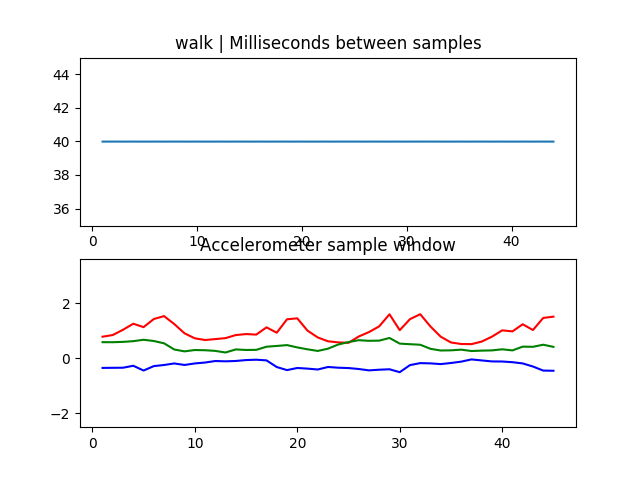 walk | Milliseconds between samples
44
42
40
38
36
0 10 20 30 40
Accelerometer sample window
2
0
−2
0 10 20 30 40